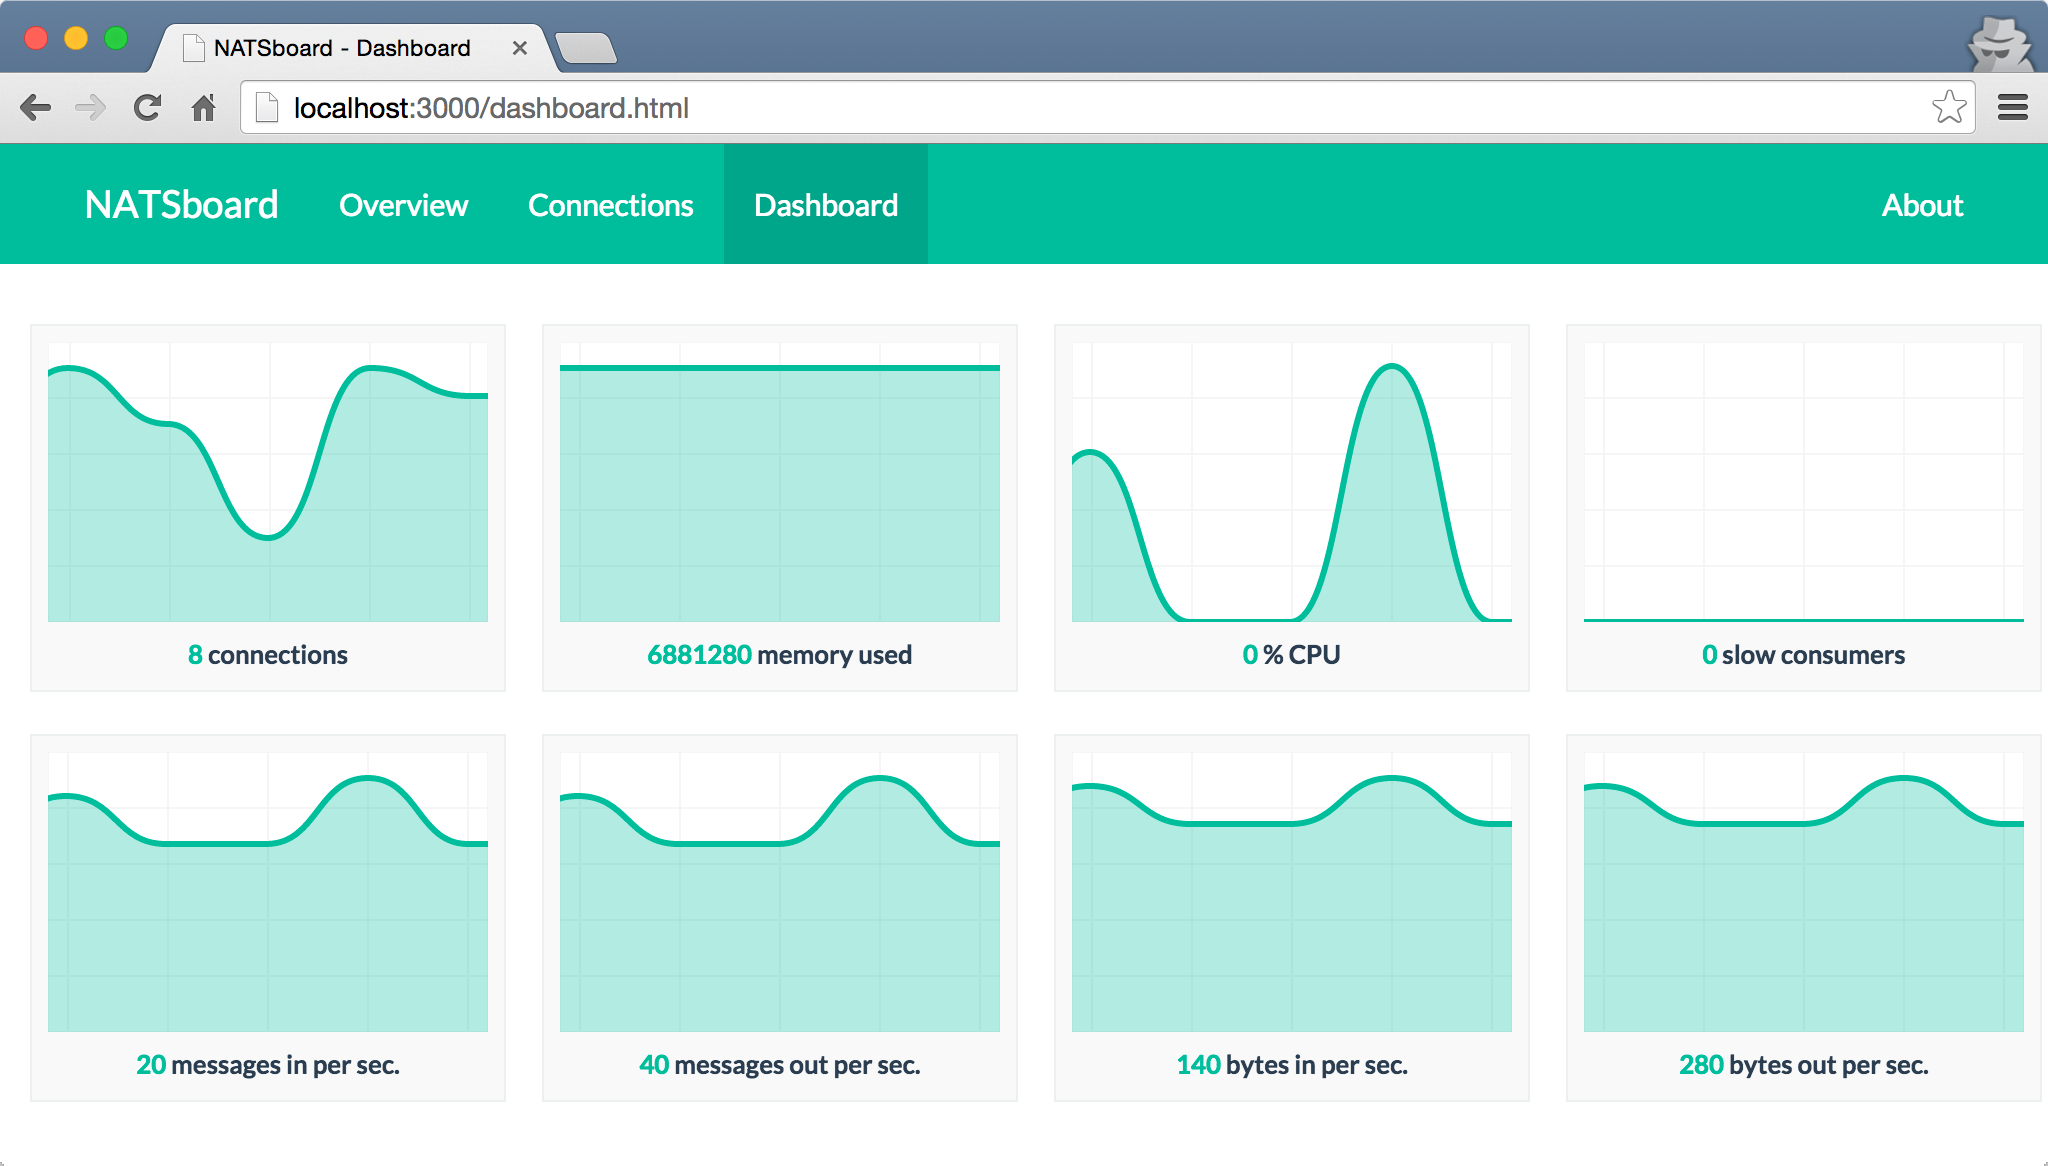 NATSboard - Dashboard
localhost:3000/dashboard.html
NATSboard Overview Connections Dashboard About
8 connections
6881280 memory used
0 % CPU
0 slow consumers
20 messages in per sec.
40 messages out per sec.
140 bytes in per sec.
280 bytes out per sec.